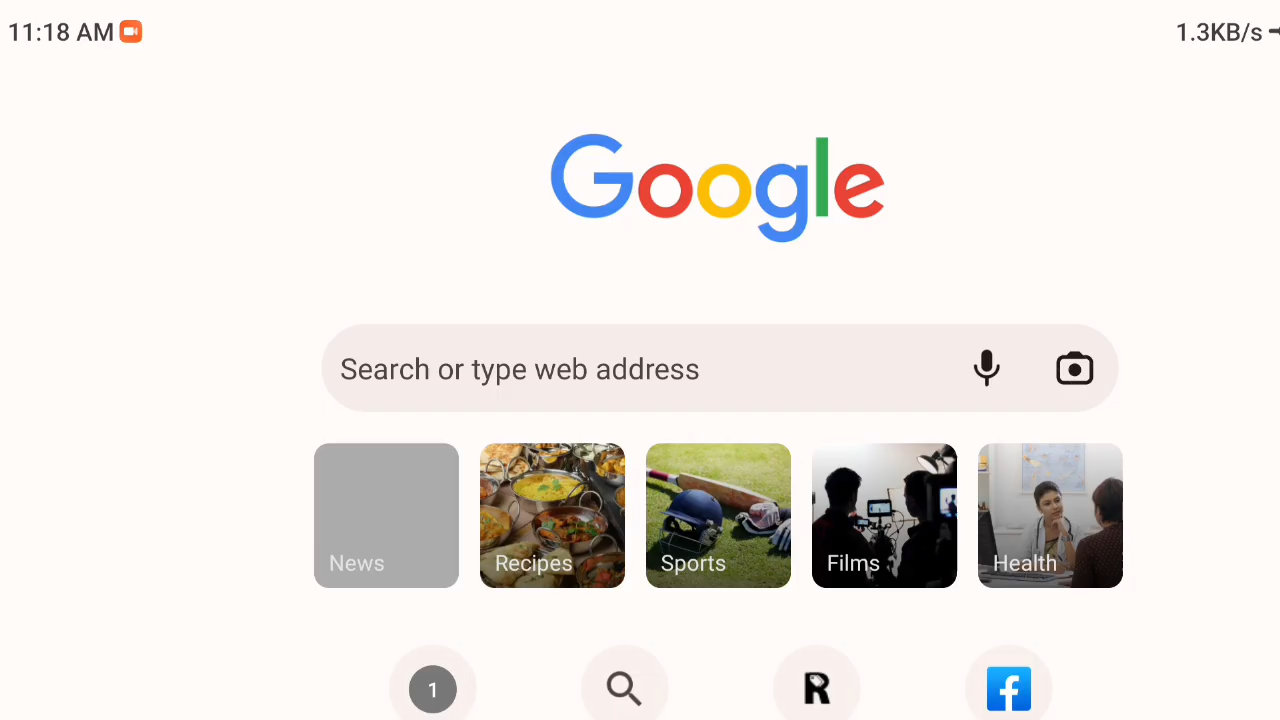 11:18 AM
1.3KB/s
Google
Search or type web address
News
Recipes
Sports
Films
Health
1
R
f